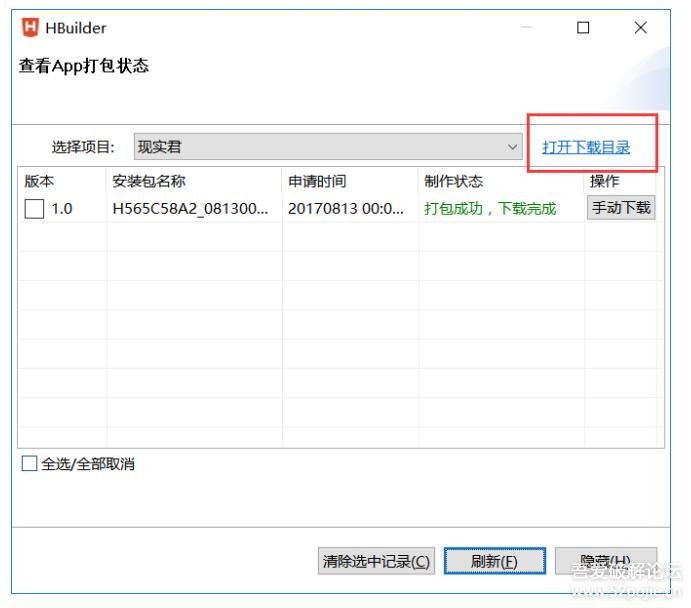 HBuilder
查看App打包状态
选择项目: 现实君 打开下载目录
版本 安装包名称 申请时间 制作状态 操作
1.0 H565C58A2_081300... 20170813 00:0... 打包成功，下载完成 手动下载
全选/全部取消
清除选中记录(C) 刷新(F) 隐藏(H)
吾爱破解论坛
www.52pojie.cn